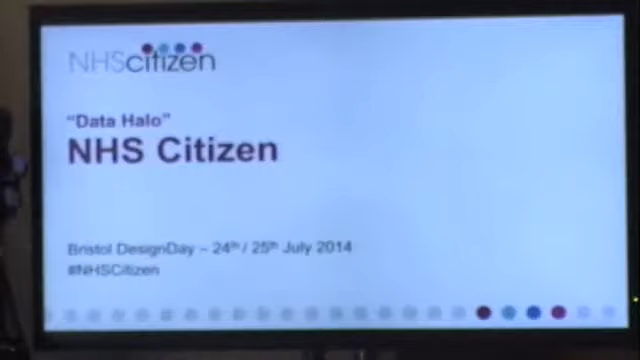 NHScitizen
“Data Halo”
NHS Citizen
Bristol DesignDay – 24th / 25th July 2014
#NHSCitizen